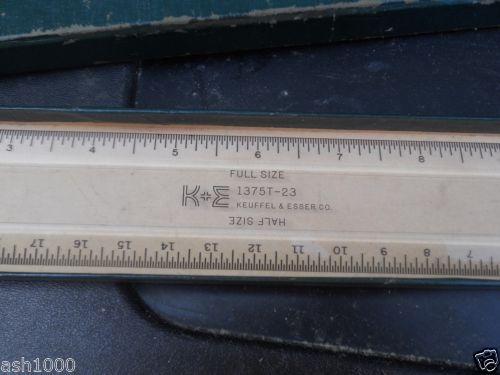 3 4 5 6 7 8
FULL SIZE
K+E 1375T-23
KEUFFEL & ESSER CO.
HALF SIZE
17 16 15 14 13 12 11 10 9 8 7
ash1000
ash1000